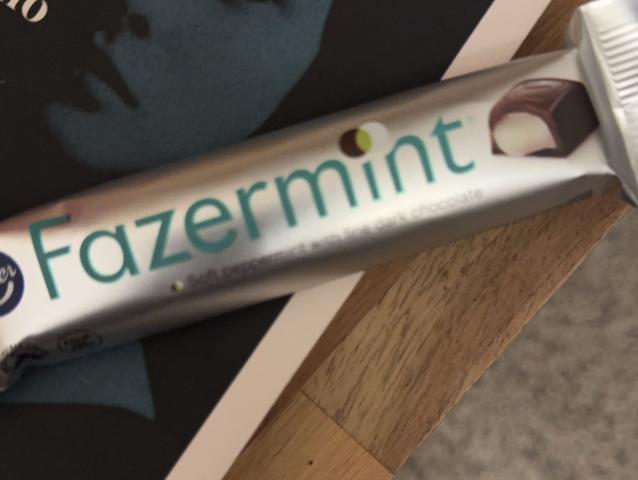 Fazermint
Soft peppermint with fine dark chocolate